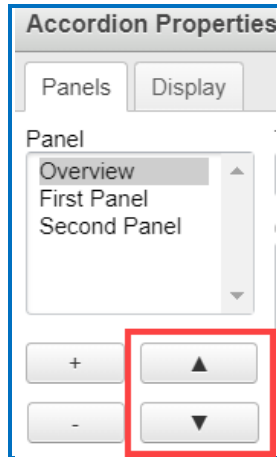 Accordion Properties
Panels Display
Panel
Overview
First Panel
Second Panel
+ ▲
- ▼